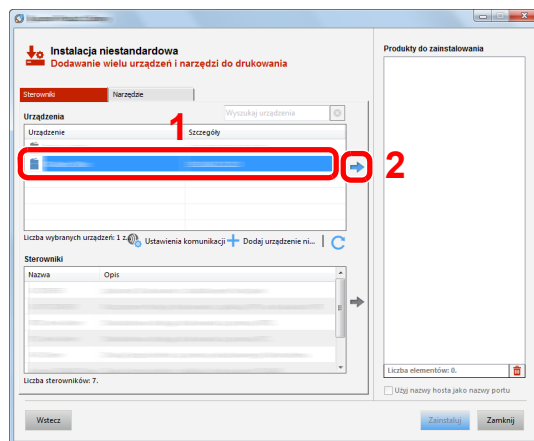 Instalacja niestandardowa
Dodawanie wielu urządzeń i narzędzi do drukowania
Sterowniki Narzędzie
Urządzenia Wyszukaj urządzenia
Urządzenie Szczegóły
1
2
Liczba wybranych urządzeń: 1 z Ustawienia komunikacji Dodaj urządzenie ni...
Sterowniki
Nazwa Opis
Liczba sterowników: 7.
Produkty do zainstalowania
Liczba elementów: 0.
Użyj nazwy hosta jako nazwy portu
Wstecz Zainstaluj Zamknij